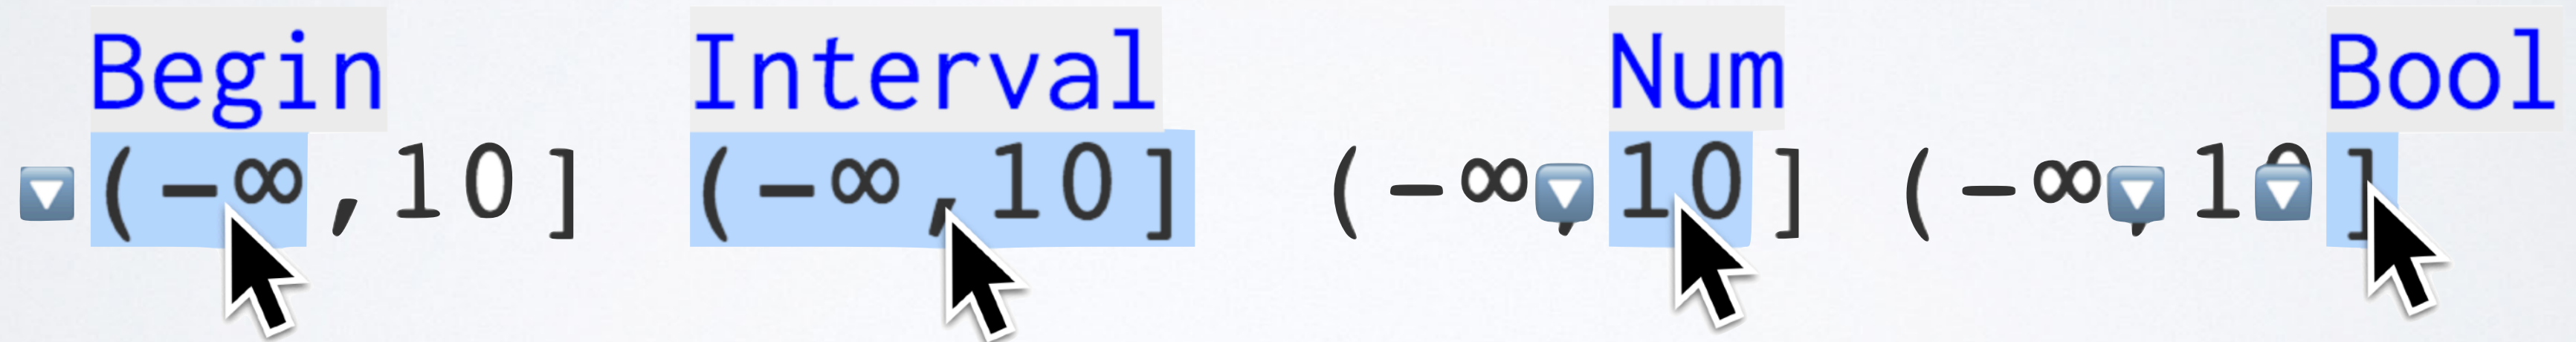 Begin Interval Num Bool
(-∞,10] (-∞,10] (-∞,10] (-∞,10]